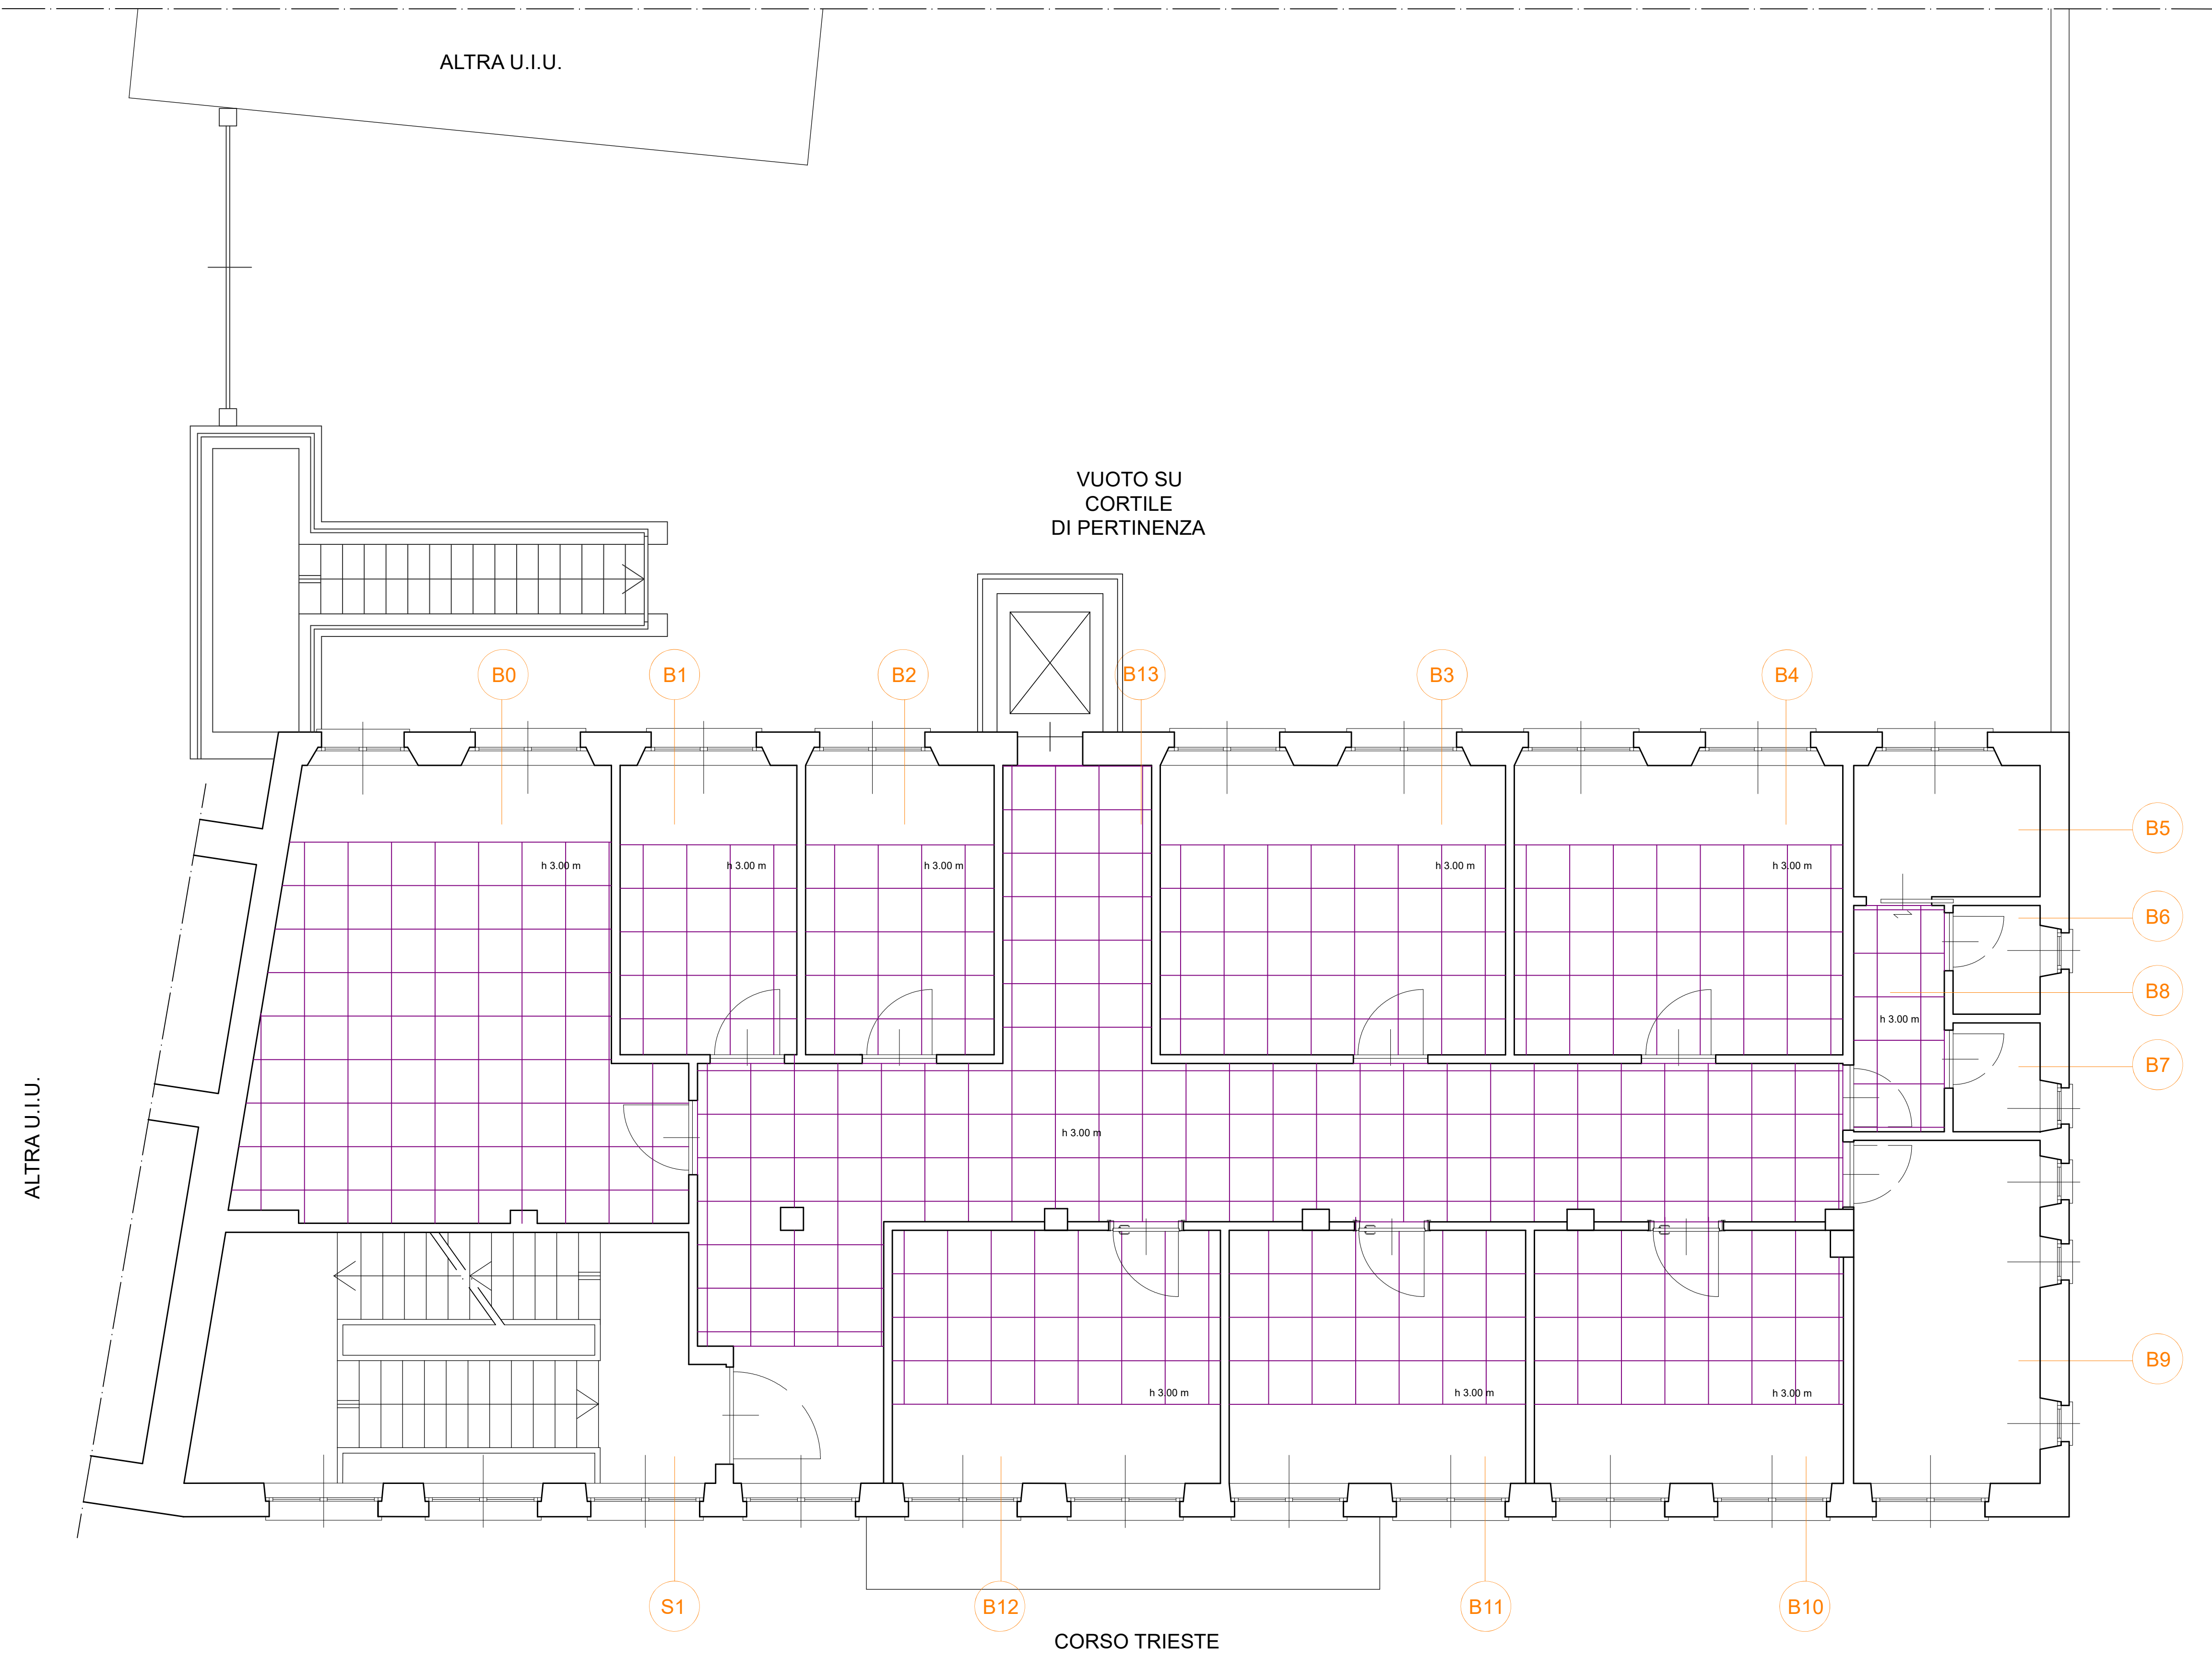 ALTRA U.I.U.
VUOTO SU
CORTILE
DI PERTINENZA
B0
B1
B2
B13
B3
B4
B5
h 3.00 m
h 3.00 m
h 3.00 m
h 3.00 m
h 3.00 m
B6
B8
h 3.00 m
B7
ALTRA U.I.U.
h 3.00 m
B9
h 3.00 m
h 3.00 m
h 3.00 m
S1
B12
B11
B10
CORSO TRIESTE